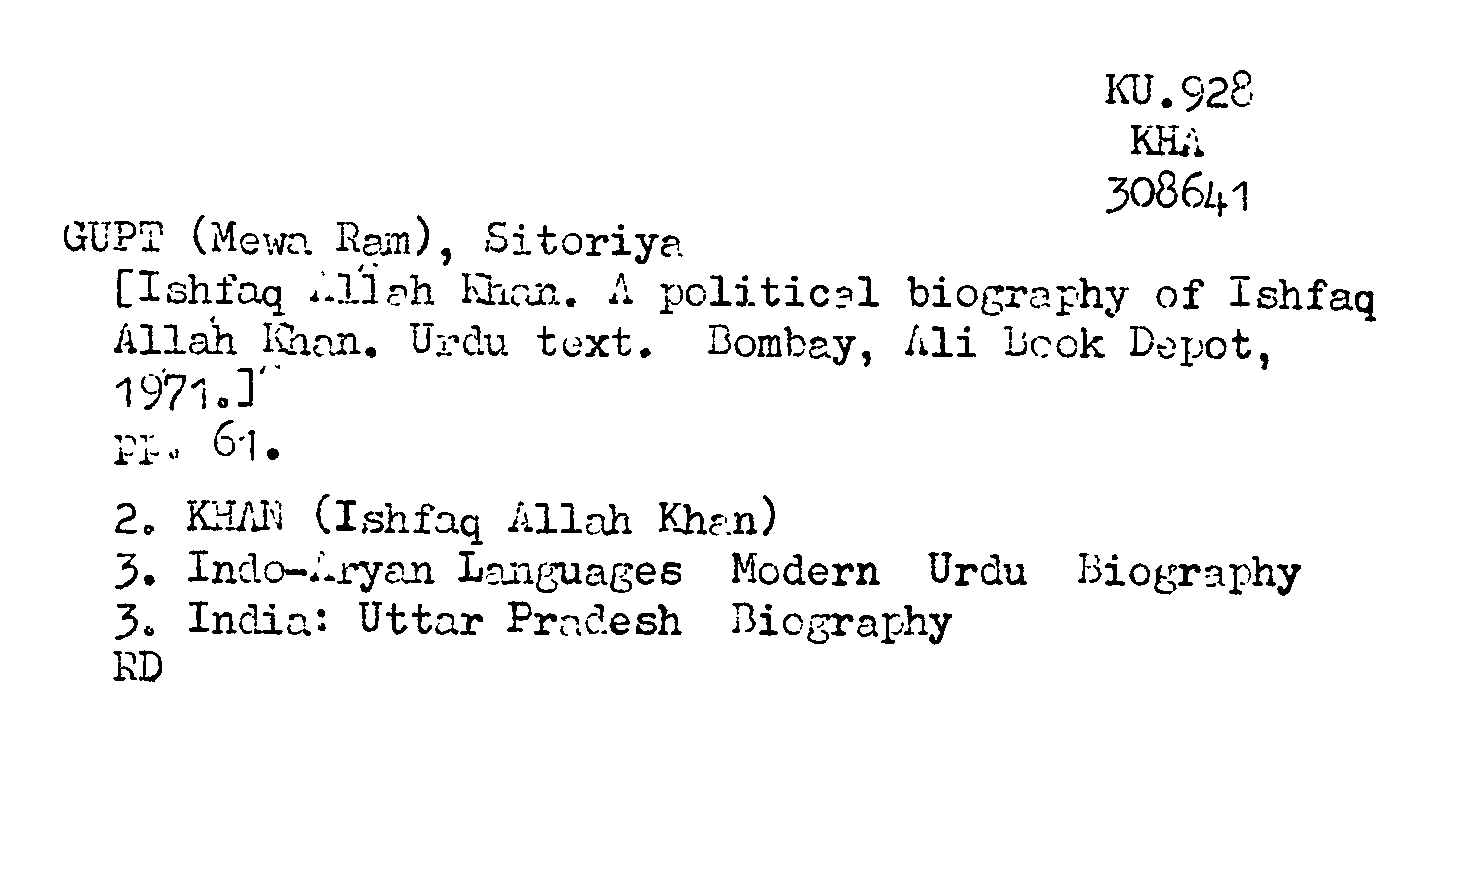 KU.928
KHA
308641
GUPT (Mewa Ram), Sitoriya
[Ishfaq Allah Khan. A political biography of Ishfaq
Allah Khan. Urdu text. Bombay, Ali Book Depot,
1971.]
pp. 61.
2. KHAN (Ishfaq Allah Khan)
3. Indo-Aryan Languages Modern Urdu Biography
3. India: Uttar Pradesh Biography
RD